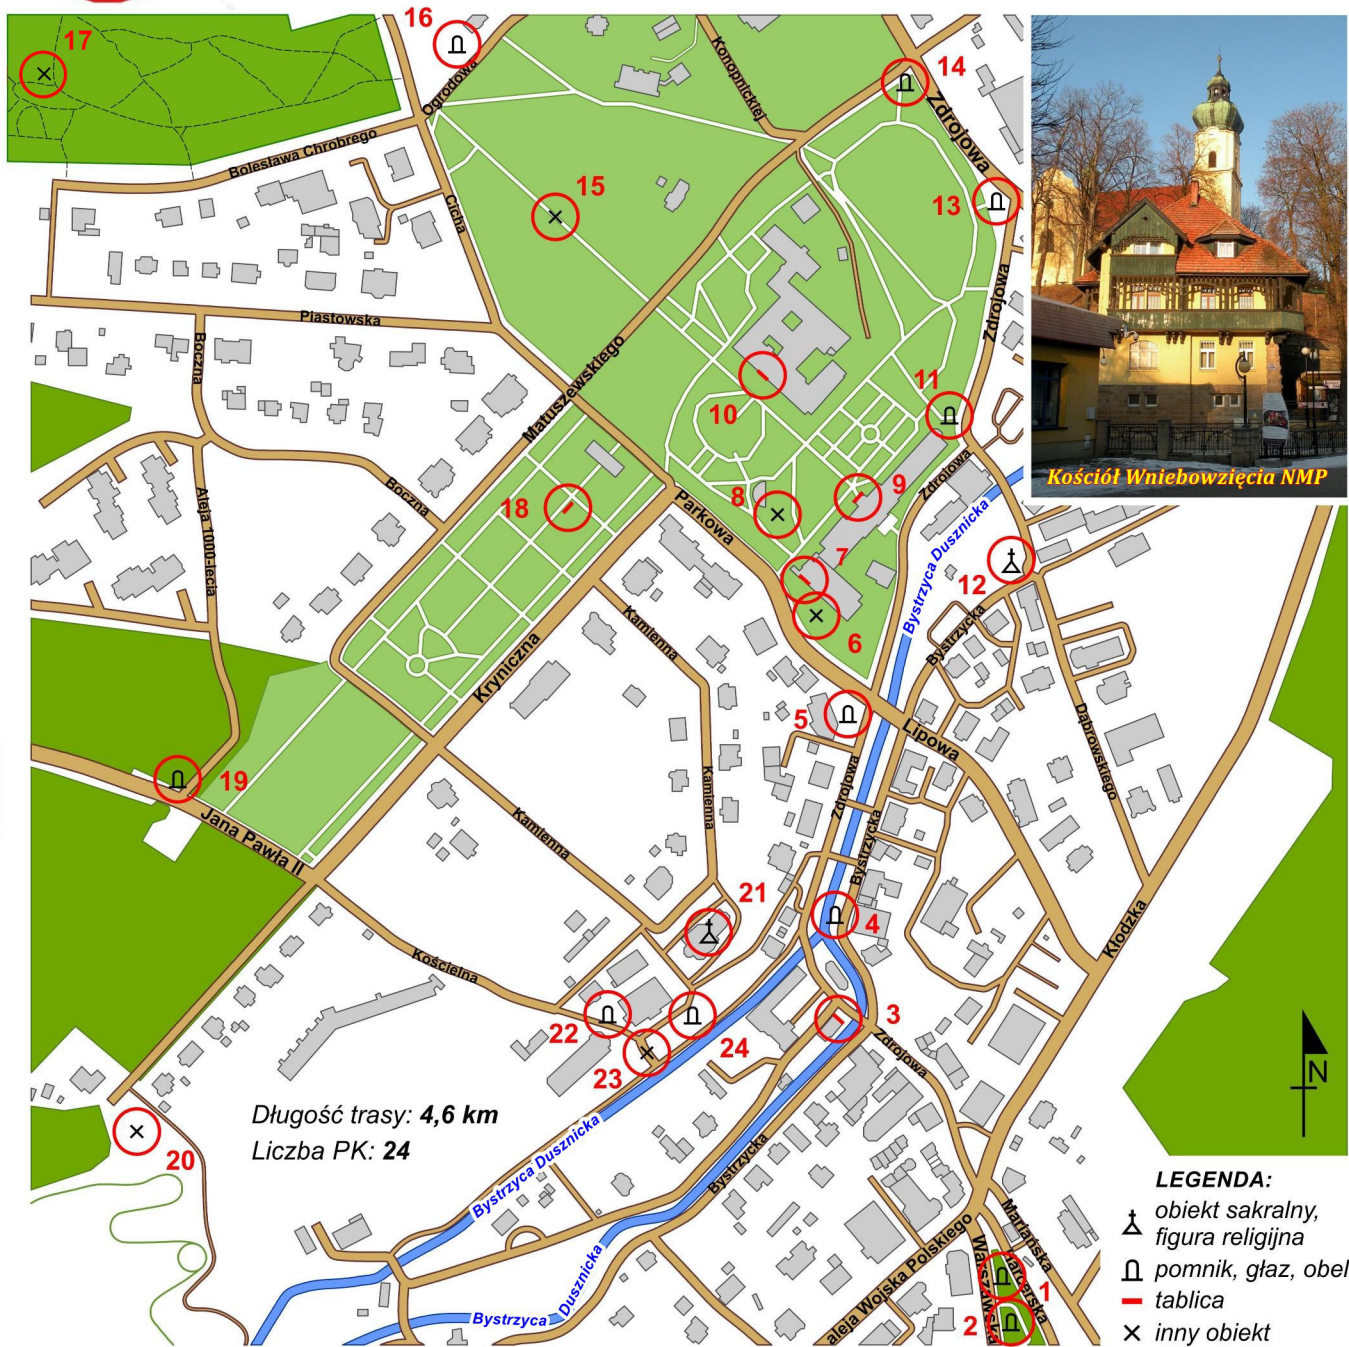 16
17
14
Ogrodowa
Konopnickiej
Zdrojowa
Bolesława Chrobrego
15
13
Cicha
Zdrojowa
Piastowska
Boczna
Matuszewskiego
11
10
Kościół Wniebowzięcia NMP
Zdrojowa
Boczna
Aleja 1000-lecia
18
Parkowa
8
9
Bystrzyca Dusznicka
7
12
Kamienna
Bystrzycka
6
Kryniczna
5
Lipowa
Dąbrowskiego
19
Kamienna
Zdrojowa
Jana Pawła II
Kamienna
Bystrzycka
21
4
Kłodzka
Kościelna
22
24
3
23
Zdrojowa
N
Długość trasy: 4,6 km
Liczba PK: 24
20
Bystrzyca Dusznicka
Bystrzycka
LEGENDA:
obiekt sakralny,
figura religijna
pomnik, głaz, obel
tablica
inny obiekt
Mariańska
Warszawska
aleja Wojska Polskiego
Bystrzyca Dusznicka
1
2